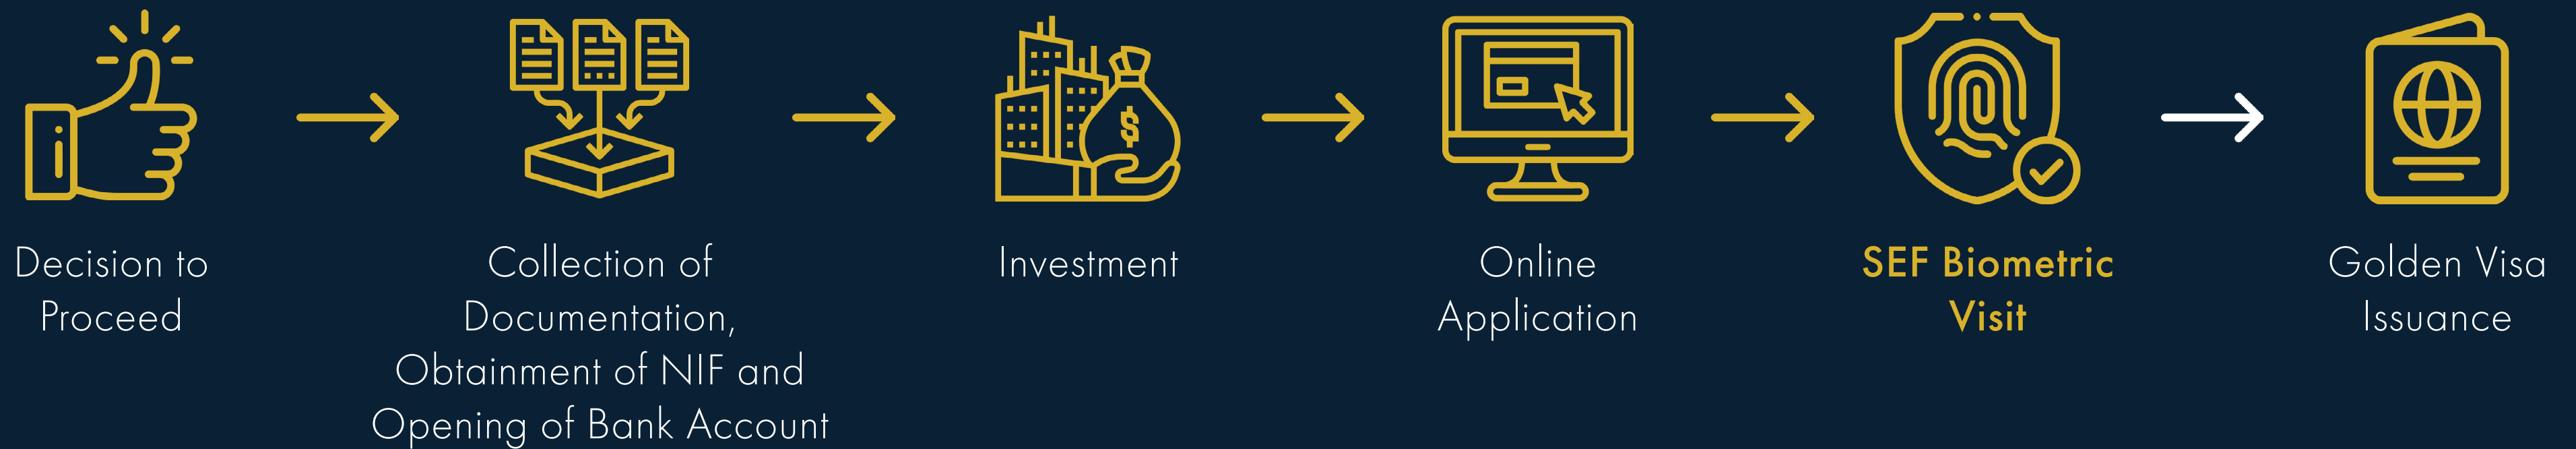 Decision to
Proceed
Collection of
Documentation,
Obtainment of NIF and
Opening of Bank Account
$
Investment
Online
Application
SEF Biometric
Visit
Golden Visa
Issuance